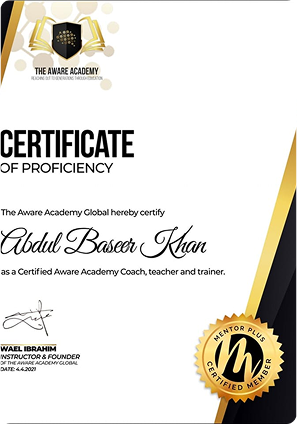 THE AWARE ACADEMY
REACHING OUT TO GENERATIONS THROUGH EDUCATION
CERTIFICATE
OF PROFICIENCY
The Aware Academy Global hereby certify
Abdul Baseer Khan
as a Certified Aware Academy Coach, teacher and trainer.
WAEL IBRAHIM
INSTRUCTOR & FOUNDER
OF THE AWARE ACADEMY GLOBAL
DATE: 4.4.2021
MENTOR PLUS
CERTIFIED MEMBER